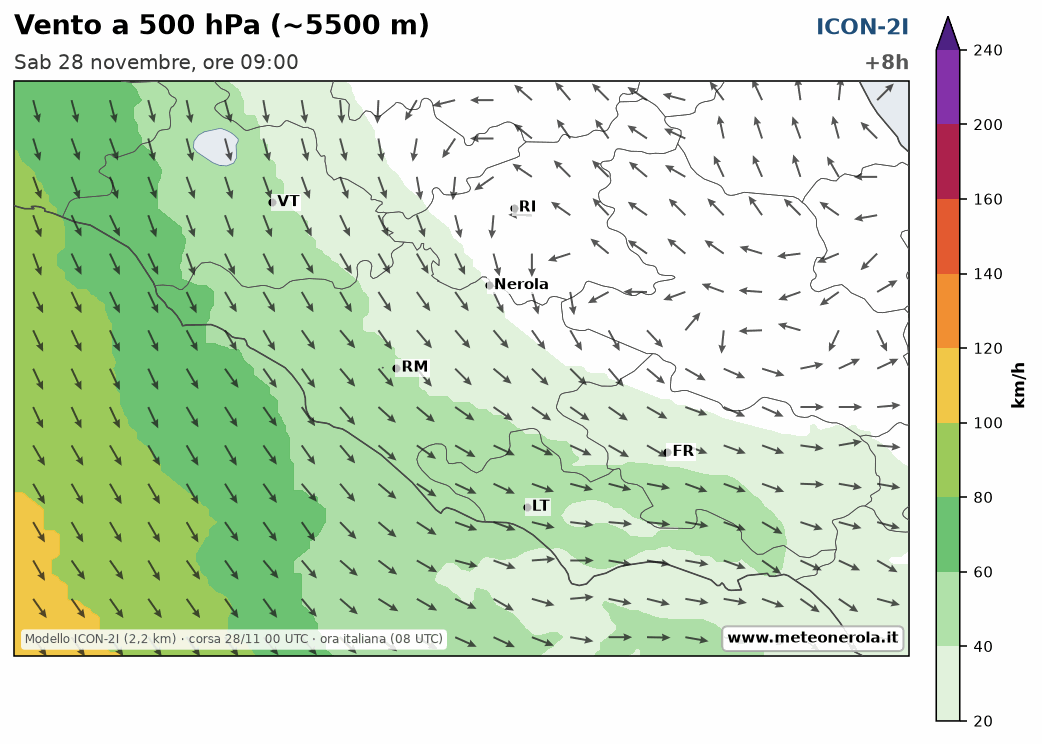 Vento a 500 hPa (~5500 m)
ICON-2I
Sab 28 novembre, ore 09:00
+8h
VT
RI
Nerola
RM
FR
LT
Modello ICON-2I (2,2 km) · corsa 28/11 00 UTC · ora italiana (08 UTC)
www.meteonerola.it
240
200
160
140
120
100
80
60
40
20
km/h